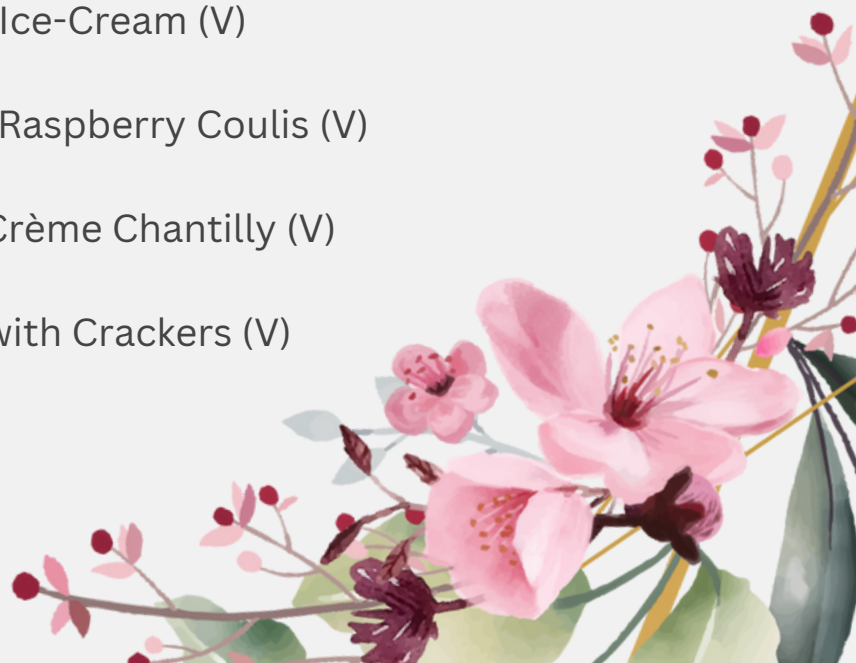 Ice-Cream (V)
Raspberry Coulis (V)
Crème Chantilly (V)
with Crackers (V)